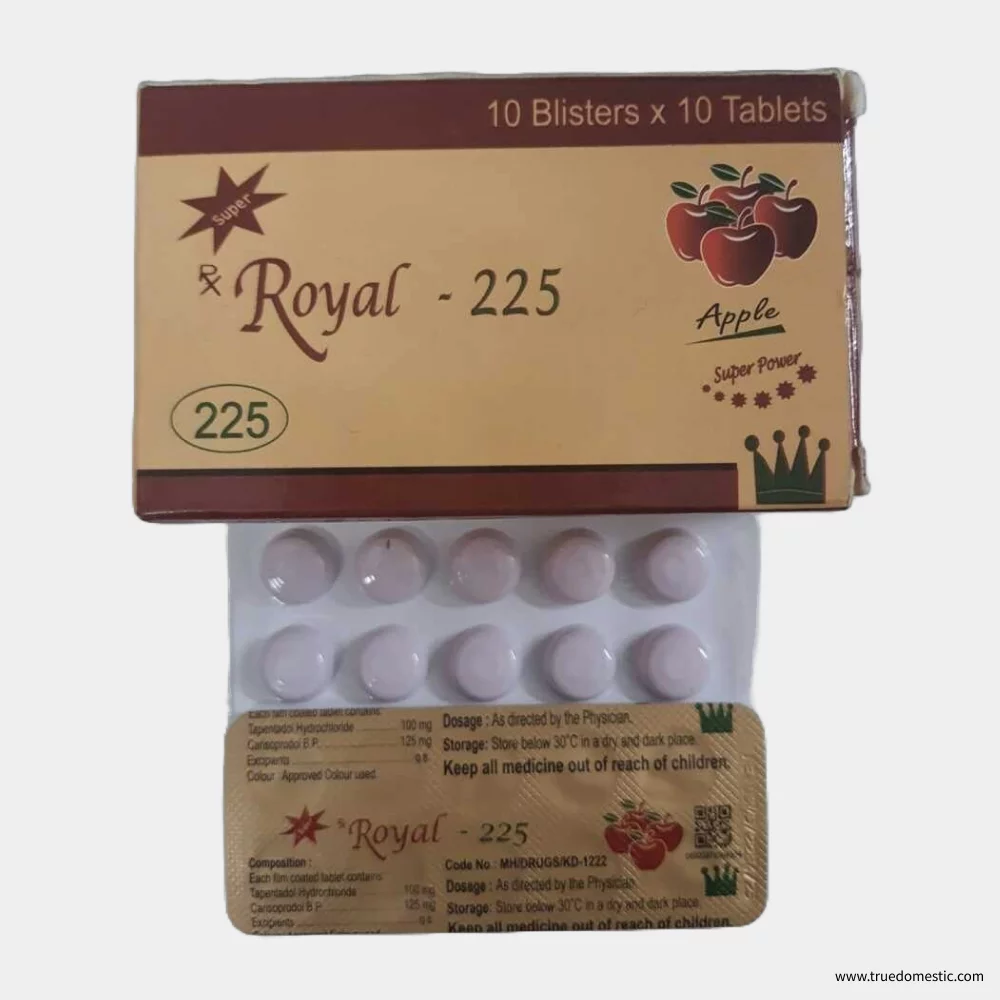 10 Blisters x 10 Tablets
Super
Rx Royal - 225
Apple
Super Power
225
Each film coated tablet contains
Tapentadol Hydrochloride 100 mg
Carisoprodol B.P. 125 mg
Excipients q.s.
Colour : Approved Colour used.
Dosage : As directed by the Physician.
Storage: Store below 30°C in a dry and dark place.
Keep all medicine out of reach of children.
Rx Royal - 225
Composition :
Each film coated tablet contains
Tapentadol Hydrochloride 100 mg
Carisoprodol B.P. 125 mg
Excipients q.s.
Code No.: MH/DRUGS/KD-1222
Dosage : As directed by the Physician.
Storage: Store below 30°C in a dry and dark place.
Keep all medicine out of reach of children
www.truedomestic.com